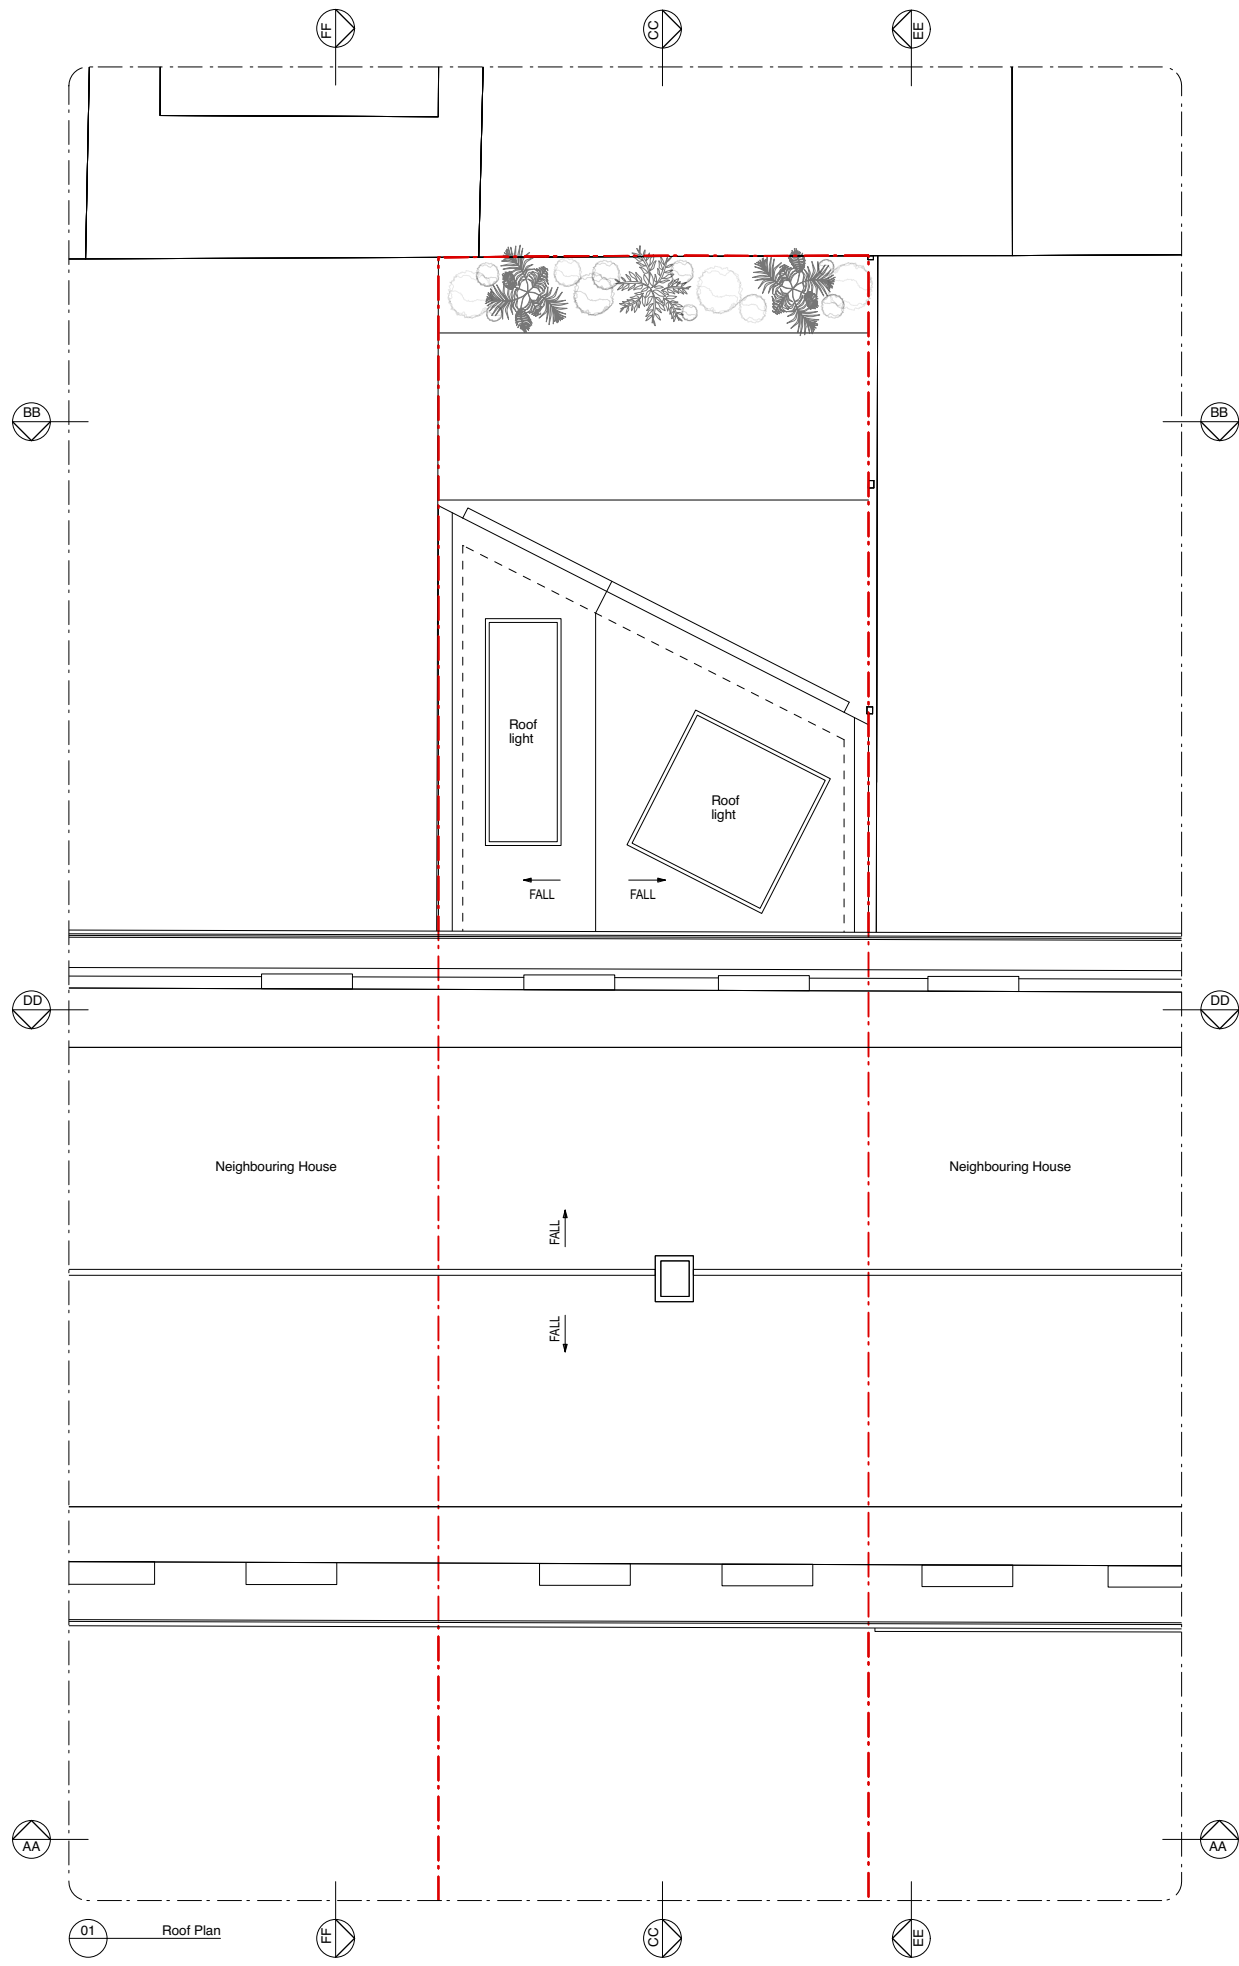 FF
CC
EE
BB
BB
Roof
light
Roof
light
FALL
FALL
DD
DD
Neighbouring House
Neighbouring House
FALL
FALL
AA
AA
01
Roof Plan
FF
CC
EE